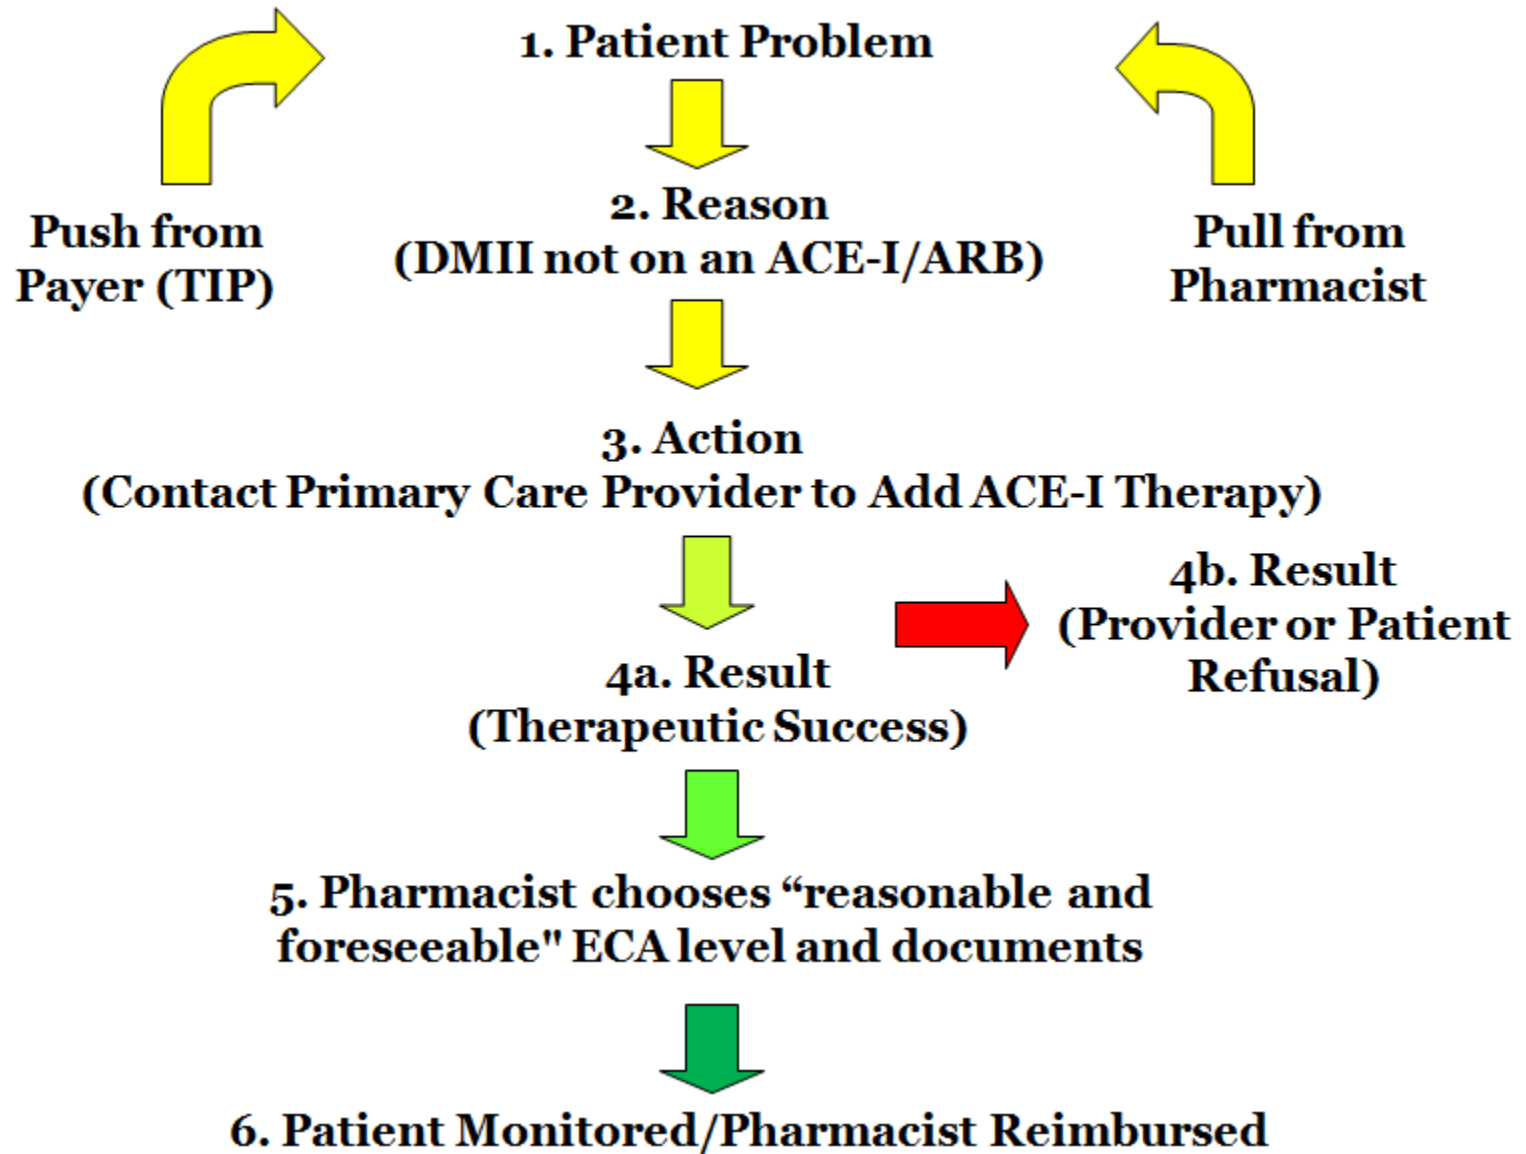 1. Patient Problem
Push from
Payer (TIP)
2. Reason
(DMII not on an ACE-I/ARB)
Pull from
Pharmacist
3. Action
(Contact Primary Care Provider to Add ACE-I Therapy)
4b. Result
(Provider or Patient
Refusal)
4a. Result
(Therapeutic Success)
5. Pharmacist chooses “reasonable and
foreseeable" ECA level and documents
6. Patient Monitored/Pharmacist Reimbursed